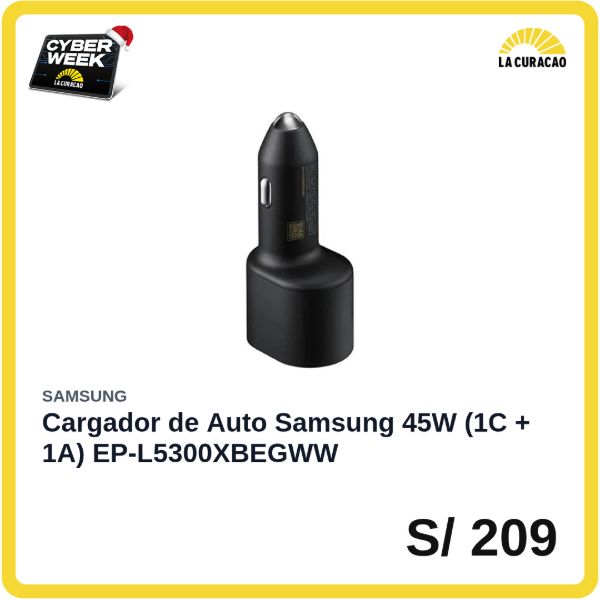 CYBER
WEEK
LA CURACAO
LA CURACAO
SAMSUNG
Cargador de Auto Samsung 45W (1C +
1A) EP-L5300XBEGWW
S/ 209